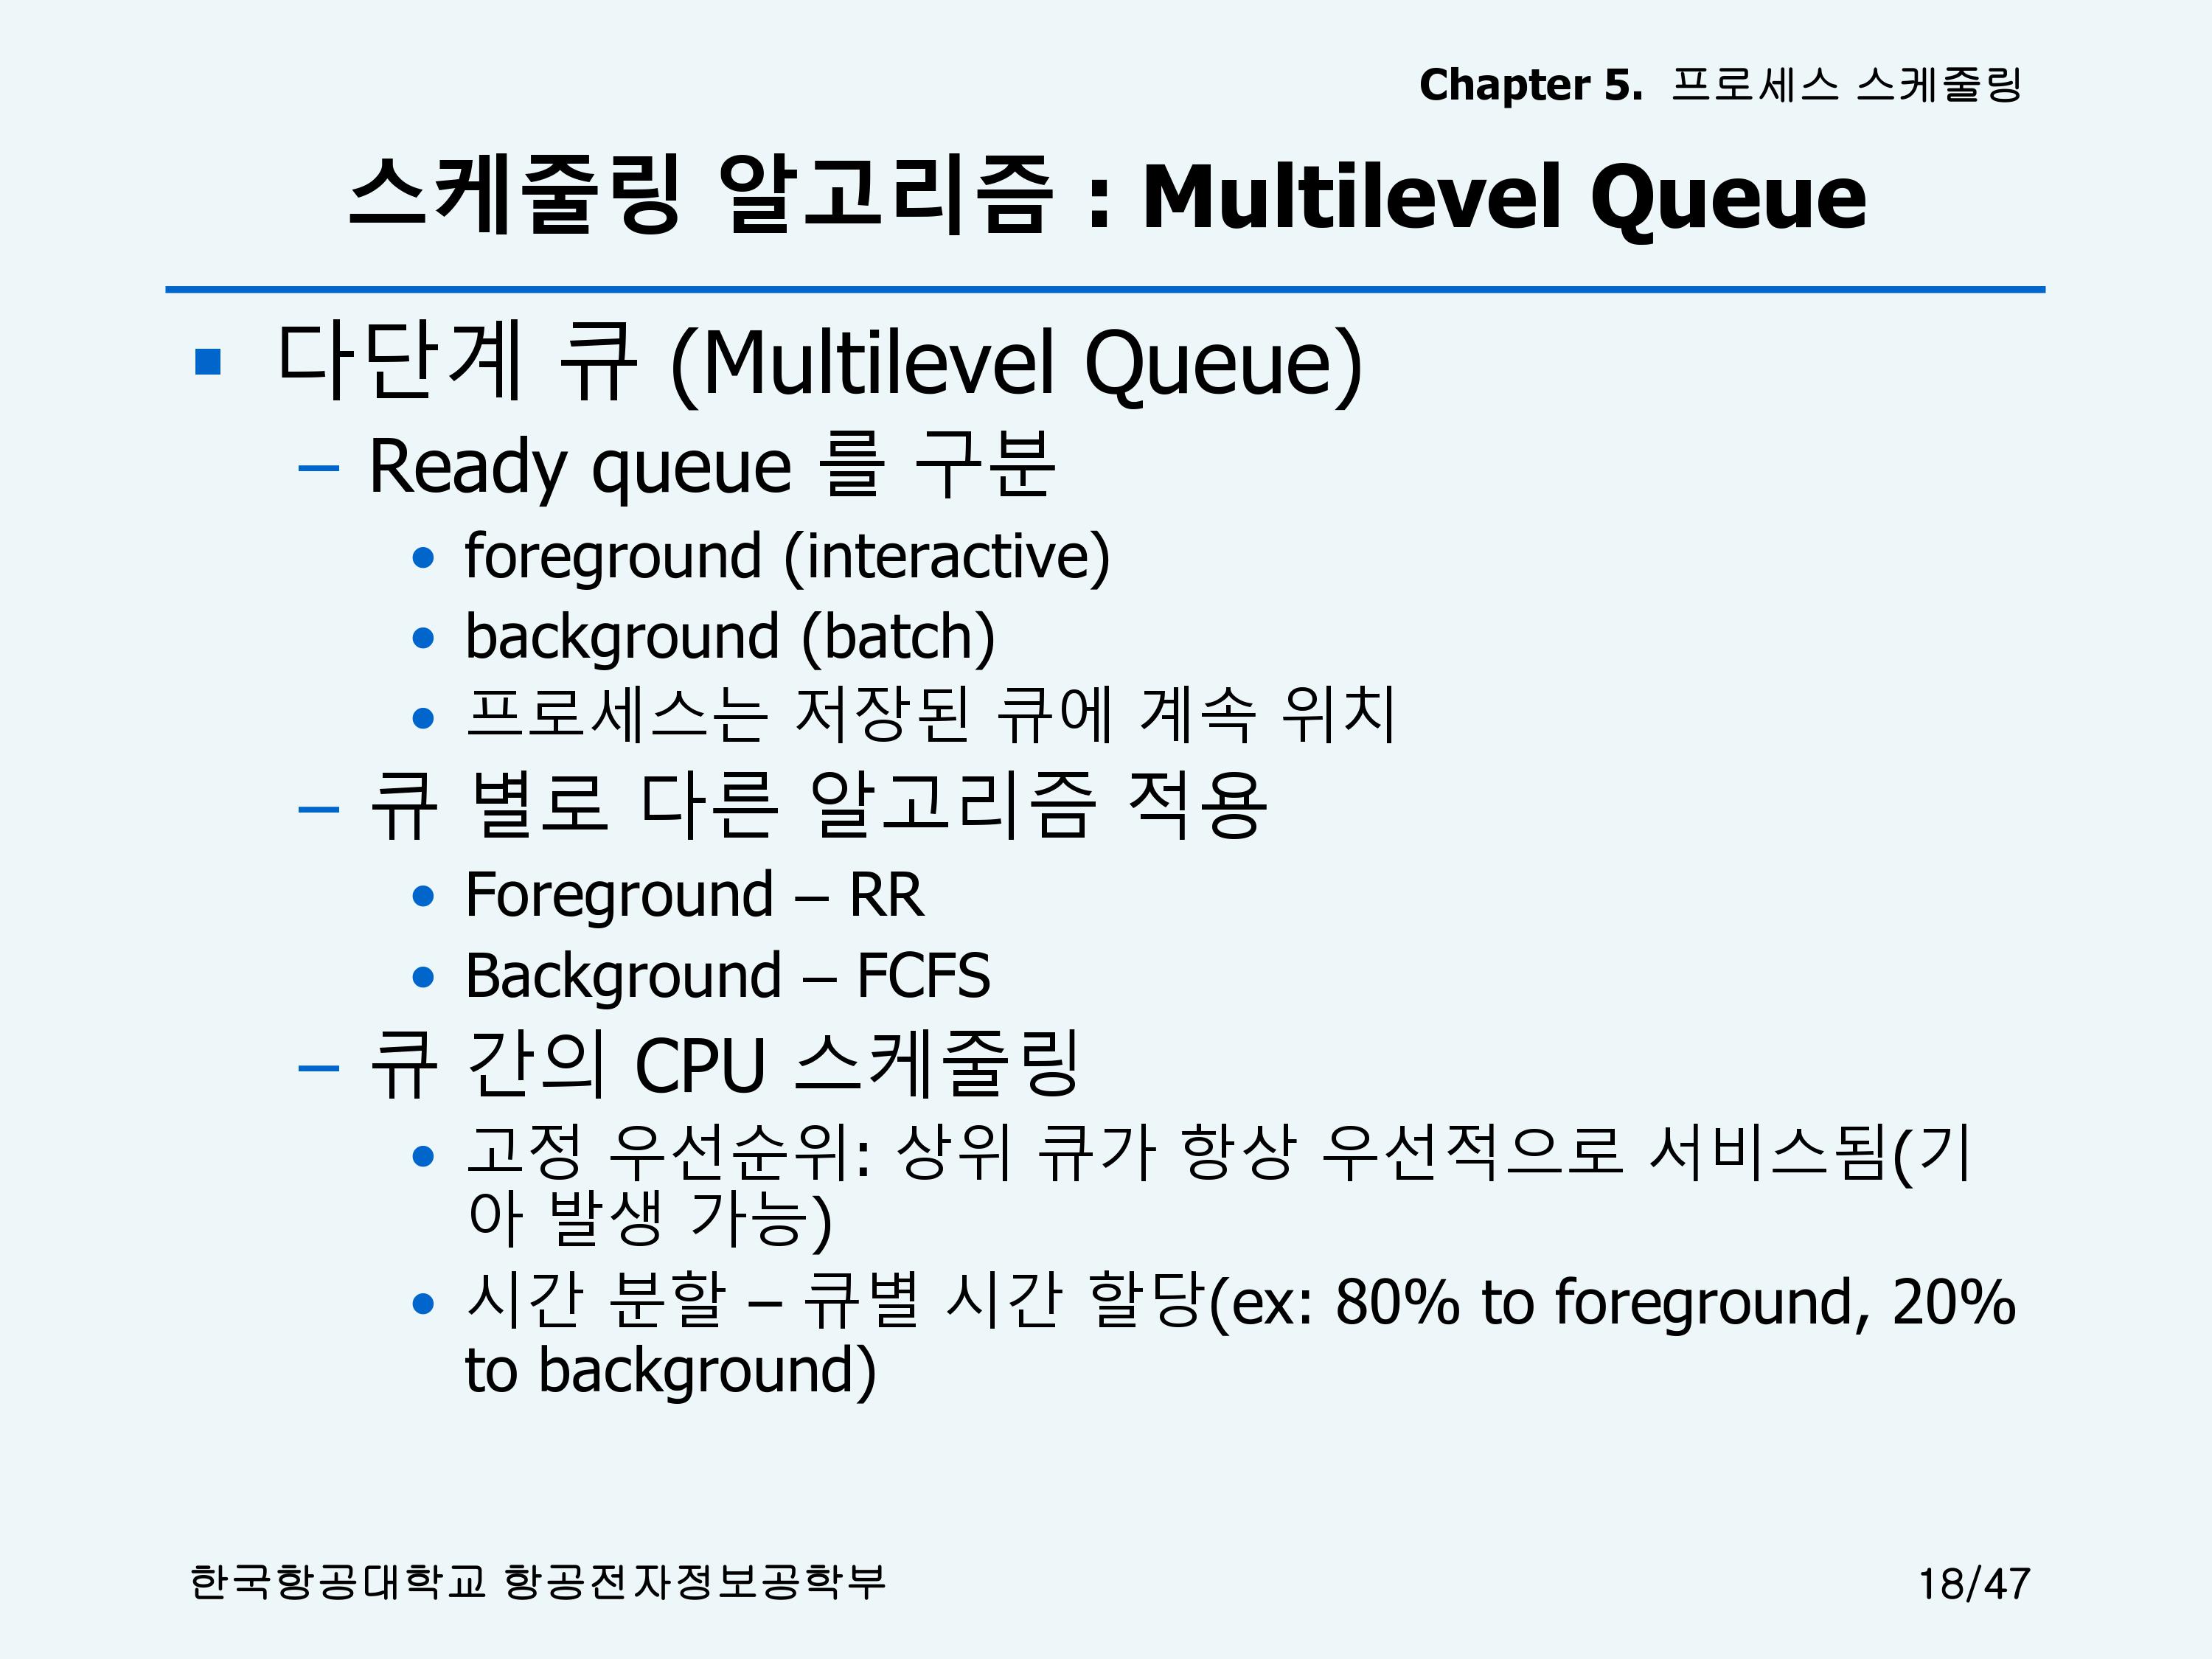 Chapter 5. 프로세스 스케줄링
스케줄링 알고리즘 : Multilevel Queue
▪ 다단계 큐 (Multilevel Queue)
– Ready queue 를 구분
• foreground (interactive)
• background (batch)
• 프로세스는 저장된 큐에 계속 위치
– 큐 별로 다른 알고리즘 적용
• Foreground – RR
• Background – FCFS
– 큐 간의 CPU 스케줄링
• 고정 우선순위: 상위 큐가 항상 우선적으로 서비스됨(기
아 발생 가능)
• 시간 분할 – 큐별 시간 할당(ex: 80% to foreground, 20%
to background)
한국항공대학교 항공전자정보공학부
18/47